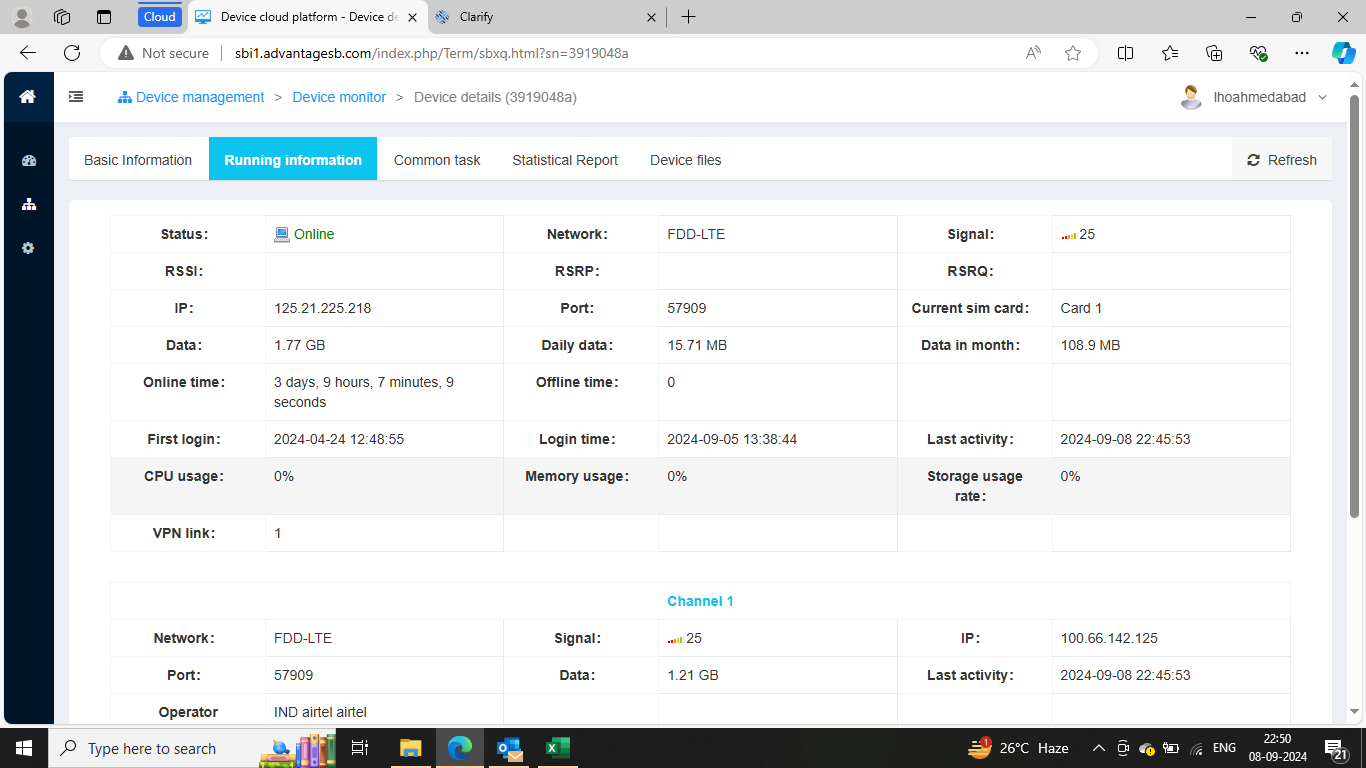 Cloud
Device cloud platform - Device de
Clarify
Not secure
sbi1.advantagesb.com/index.php/Term/sbxq.html?sn=3919048a
Device management > Device monitor > Device details (3919048a)
lhoahmedabad
Basic Information
Running information
Common task
Statistical Report
Device files
Refresh
Status: Online Network: FDD-LTE Signal: 25
RSSI: RSRP: RSRQ:
IP: 125.21.225.218 Port: 57909 Current sim card: Card 1
Data: 1.77 GB Daily data: 15.71 MB Data in month: 108.9 MB
Online time: 3 days, 9 hours, 7 minutes, 9 Offline time: 0
seconds
First login: 2024-04-24 12:48:55 Login time: 2024-09-05 13:38:44 Last activity: 2024-09-08 22:45:53
CPU usage: 0% Memory usage: 0% Storage usage 0%
rate:
VPN link: 1
Channel 1
Network: FDD-LTE Signal: 25 IP: 100.66.142.125
Port: 57909 Data: 1.21 GB Last activity: 2024-09-08 22:45:53
Operator IND airtel airtel
Type here to search
1
26°C Haze
ENG
22:50
08-09-2024
21